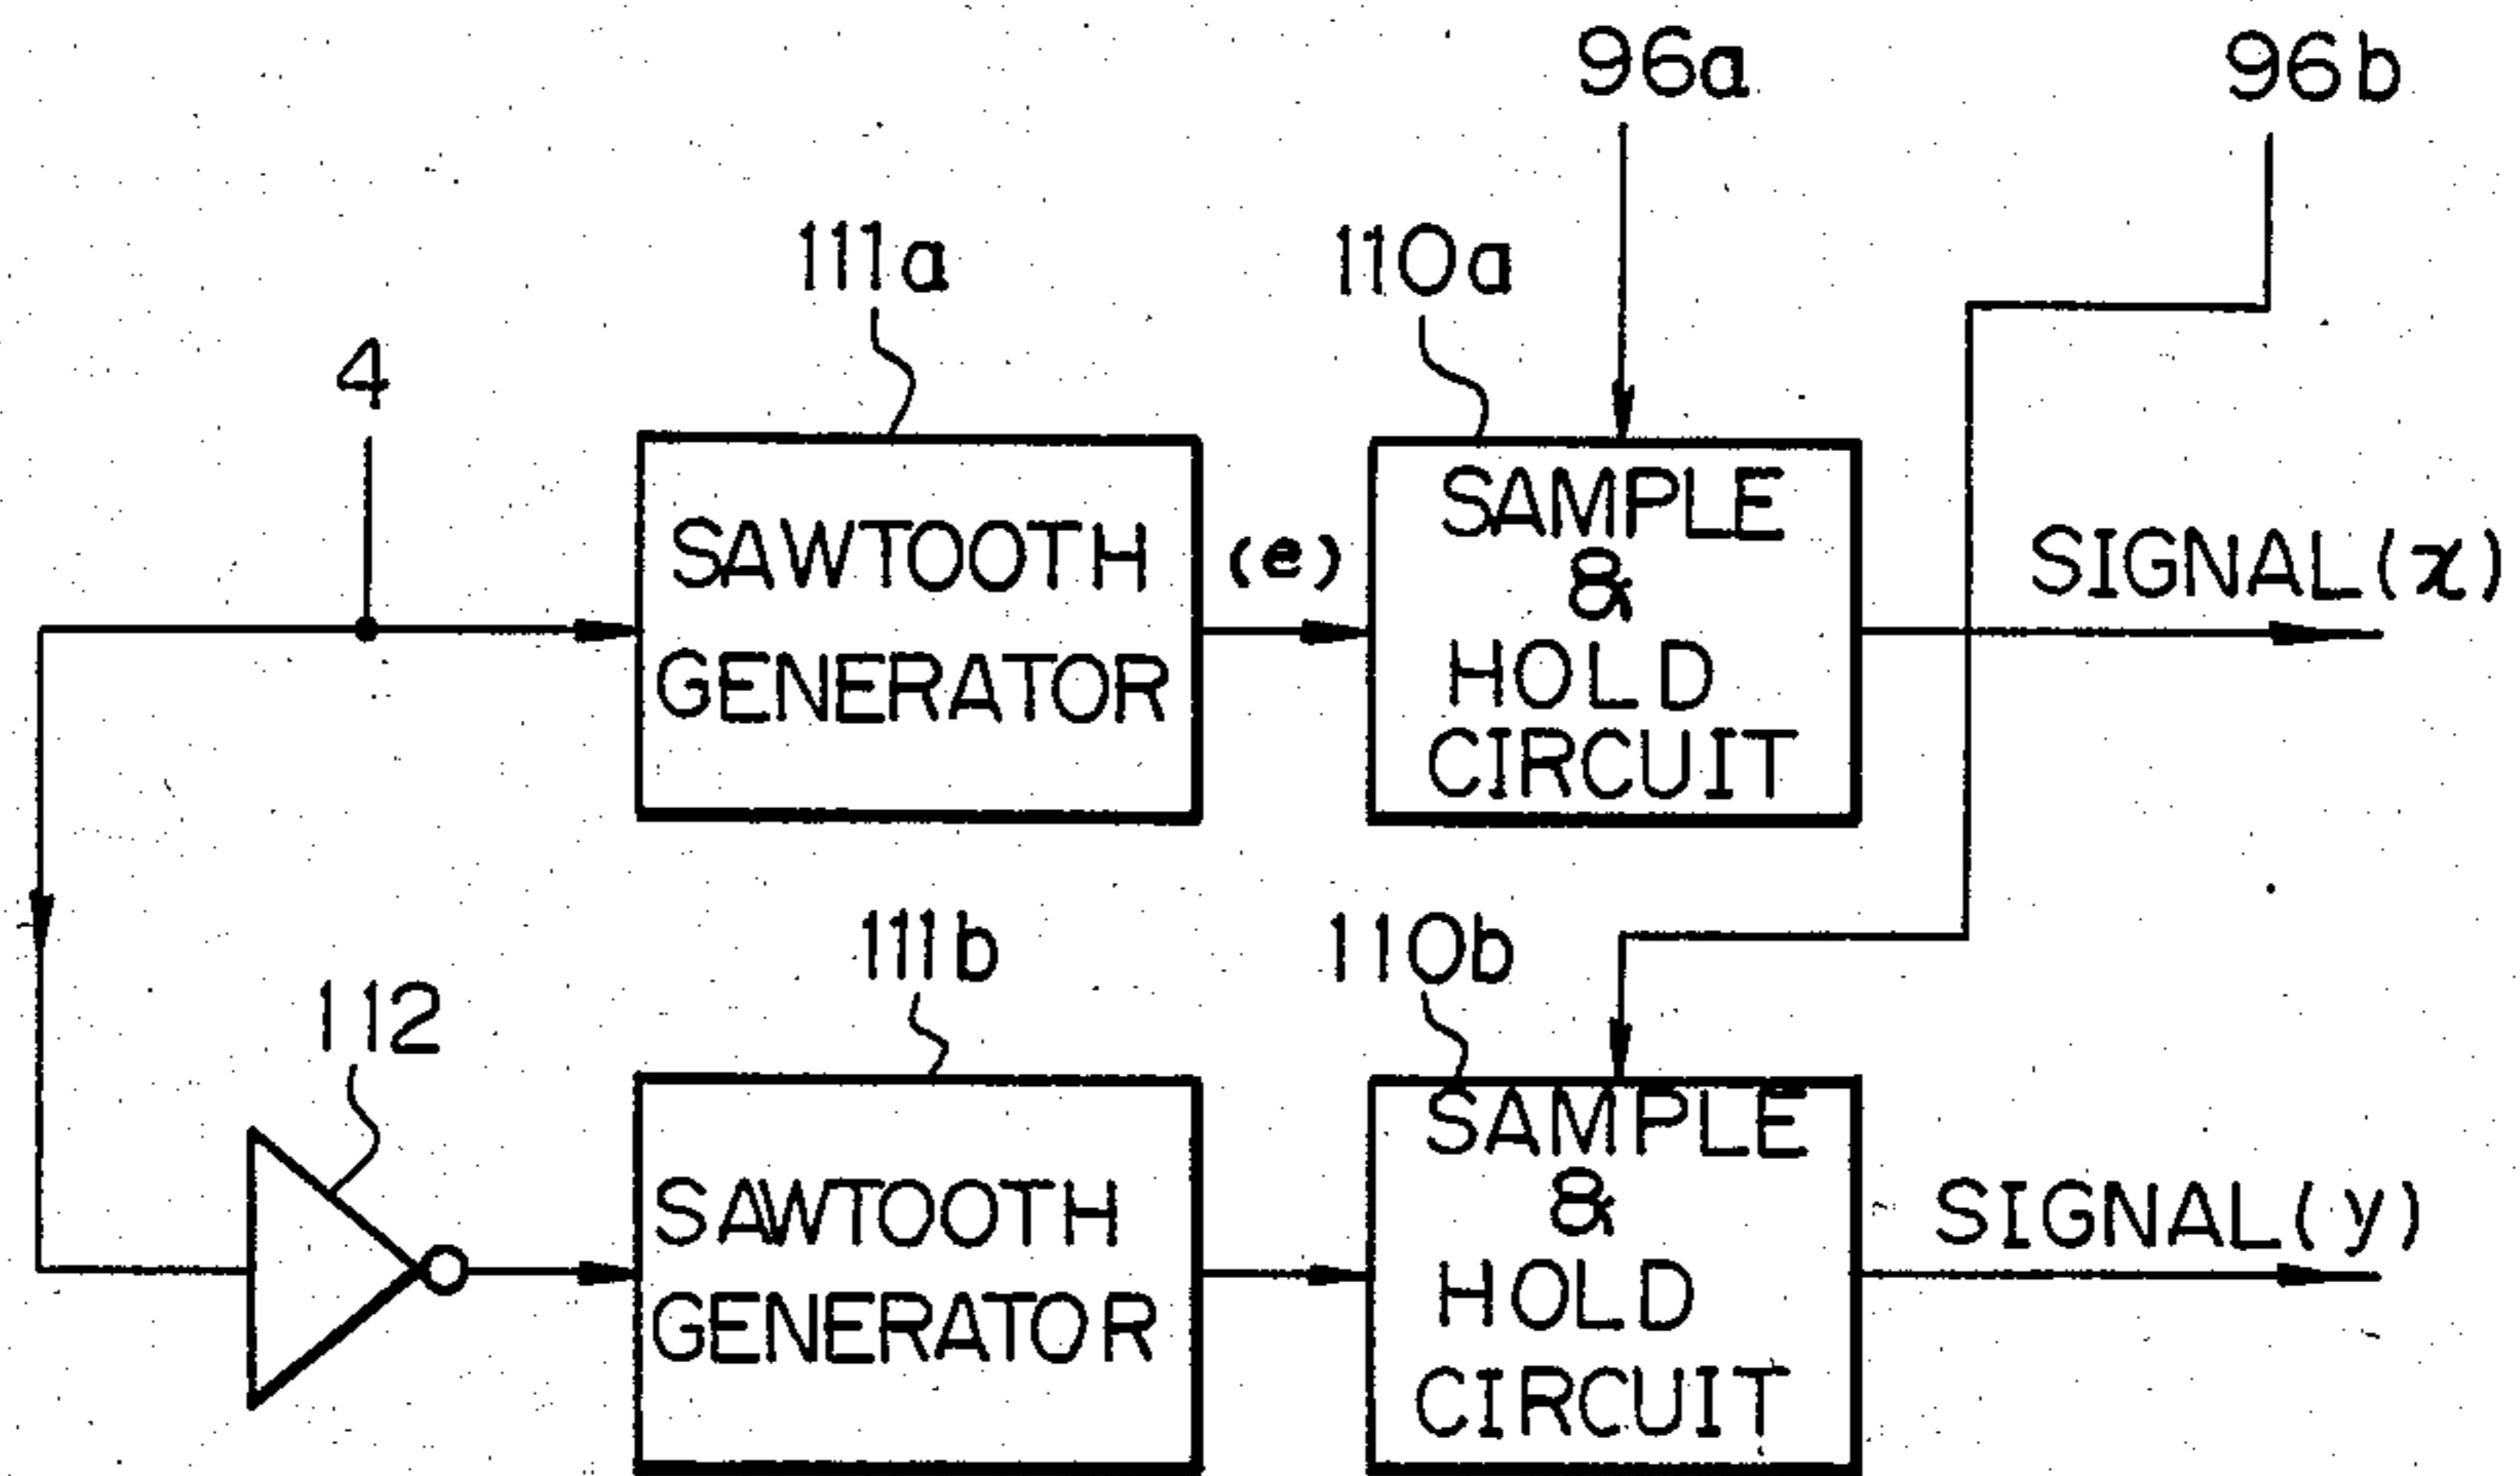 96a
96b
111a
110a
4
SAWTOOTH
GENERATOR
(e)
SAMPLE
&
HOLD
CIRCUIT
SIGNAL(x)
111b
110b
112
SAWTOOTH
GENERATOR
SAMPLE
&
HOLD
CIRCUIT
SIGNAL(y)